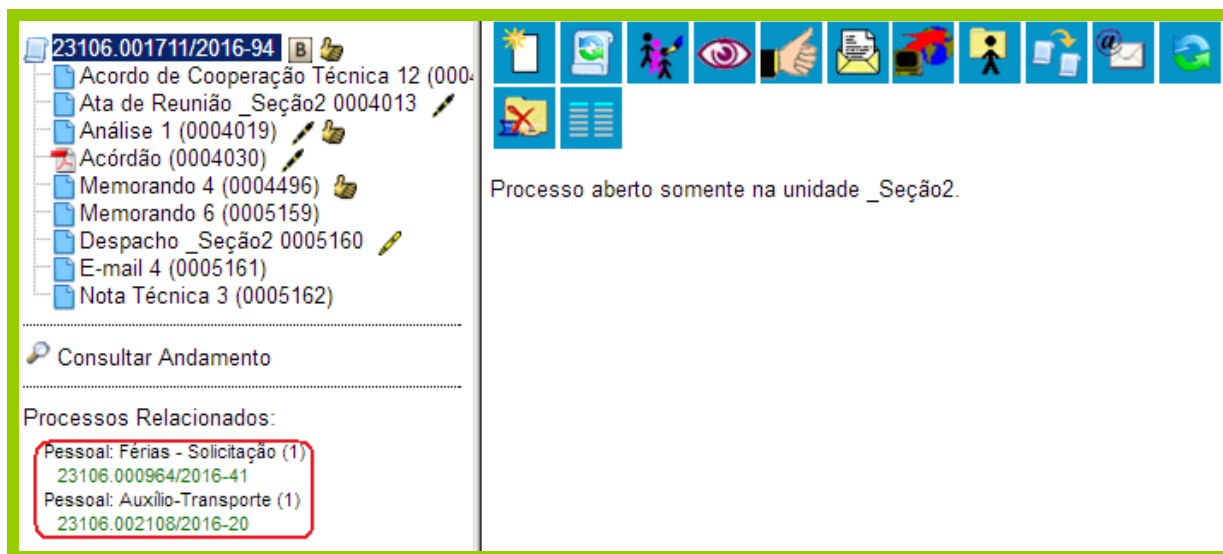 23106.001711/2016-94 B
Acordo de Cooperação Técnica 12 (000
Ata de Reunião _Seção2 0004013
Análise 1 (0004019)
Acórdão (0004030)
Memorando 4 (0004496)
Memorando 6 (0005159)
Despacho _Seção2 0005160
E-mail 4 (0005161)
Nota Técnica 3 (0005162)
Consultar Andamento
Processos Relacionados:
Pessoal: Férias - Solicitação (1)
23106.000964/2016-41
Pessoal: Auxílio-Transporte (1)
23106.002108/2016-20
@
Processo aberto somente na unidade _Seção2.